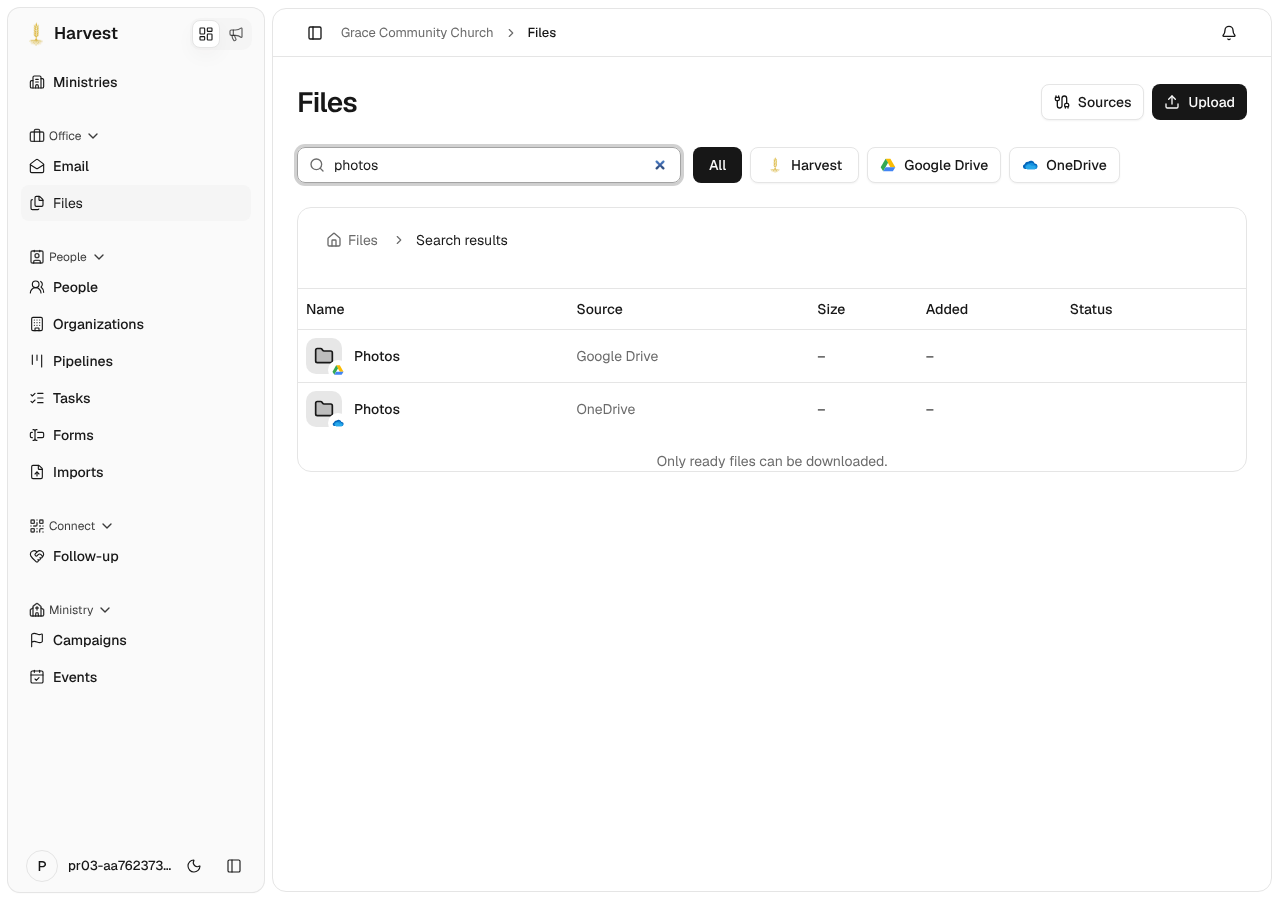 Harvest
Ministries
Office
Email
Files
People
People
Organizations
Pipelines
Tasks
Forms
Imports
Connect
Follow-up
Ministry
Campaigns
Events
P pr03-aa762373...
Grace Community Church > Files
Files
Sources
Upload
photos
All
Harvest
Google Drive
OneDrive
Files > Search results
Name Source Size Added Status
Photos Google Drive – –
Photos OneDrive – –
Only ready files can be downloaded.